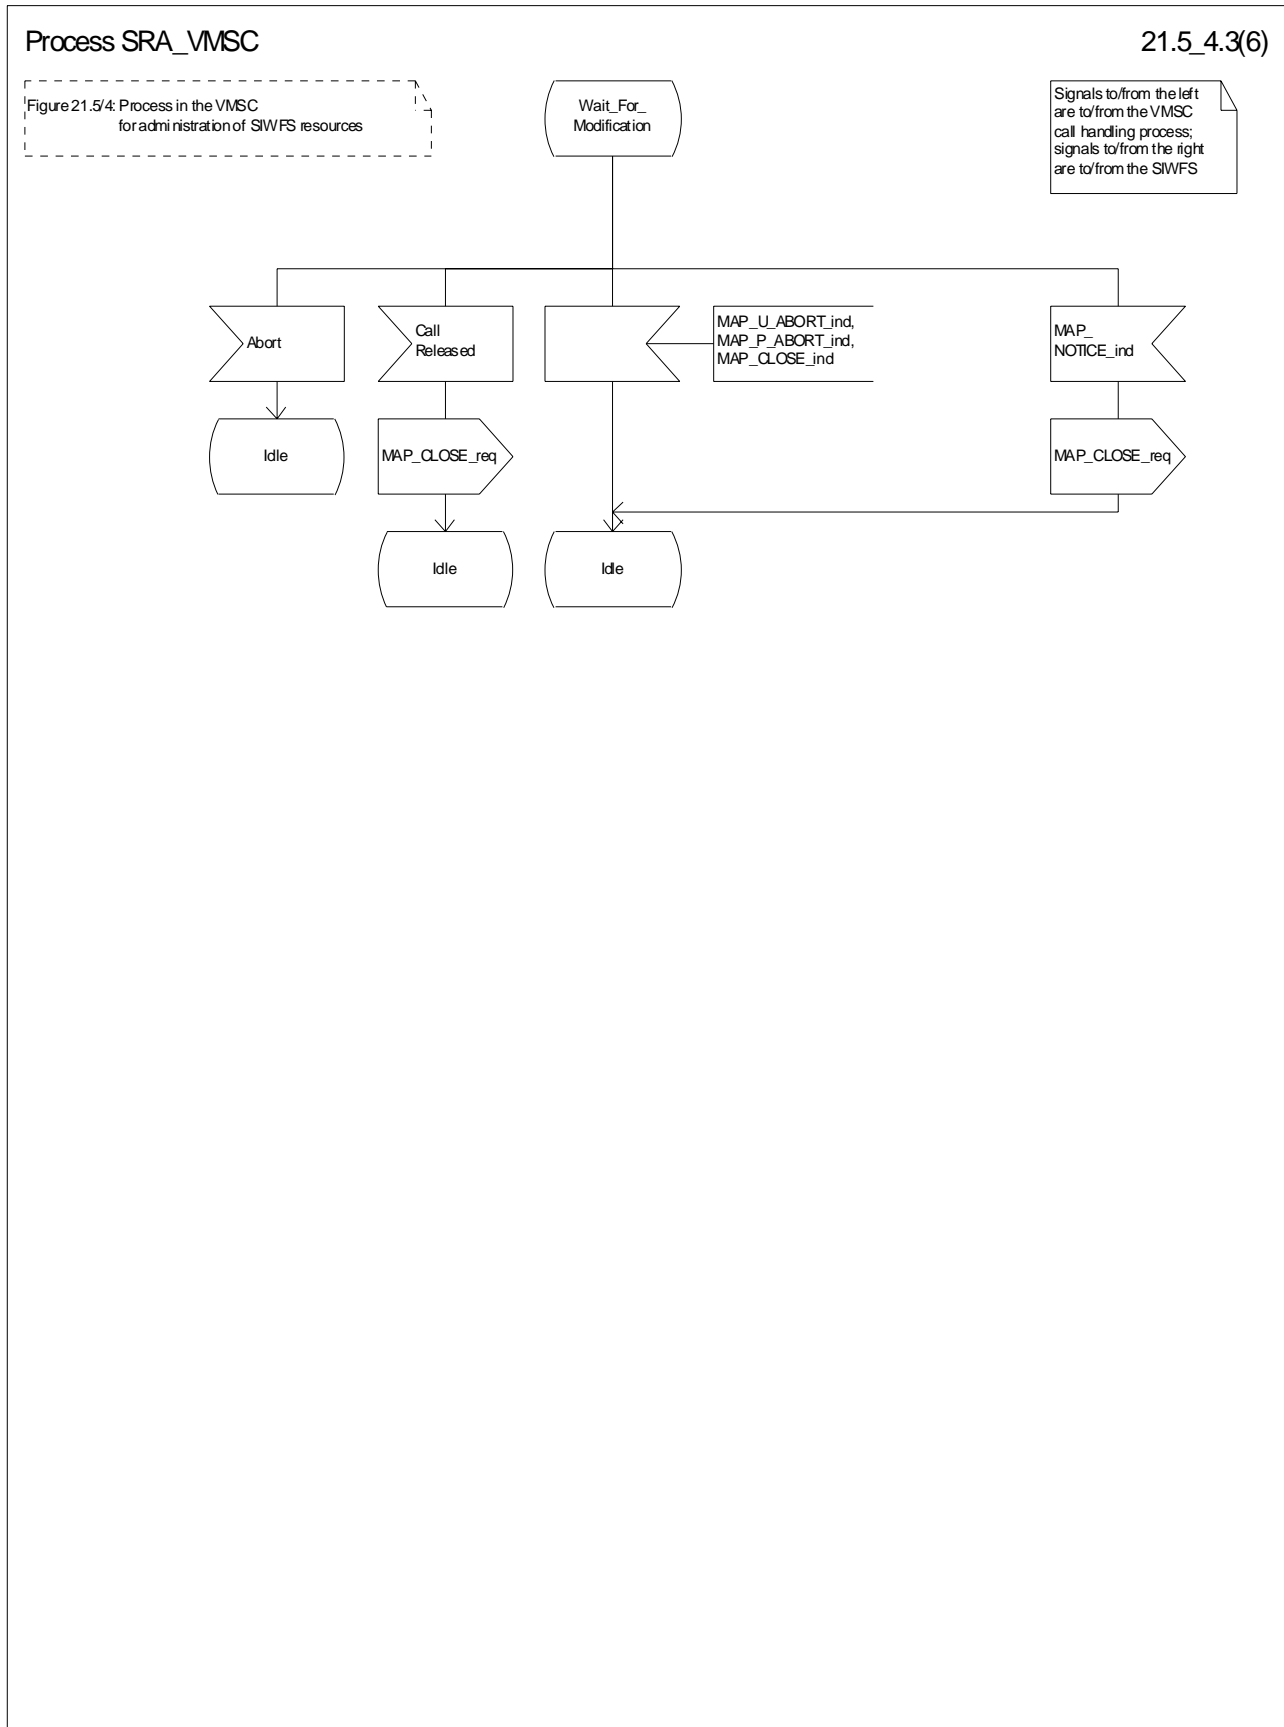 Process SRA_VMSC
21.5_4.3(6)
Figure 21.5/4: Process in the VMSC
for administration of SIWFS resources
Wait_For_
Modification
Signals to/from the left
are to/from the VMSC
call handling process;
signals to/from the right
are to/from the SIWFS
Abort
Call
Released
MAP_U_ABORT_ind,
MAP_P_ABORT_ind,
MAP_CLOSE_ind
MAP_
NOTICE_ind
Idle
MAP_CLOSE_req
MAP_CLOSE_req
Idle
Idle